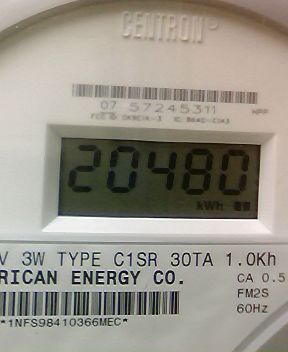 CENTRON®
07 57245311
20480
kWh
V 3W TYPE C1SR 30TA 1.0Kh
RICAN ENERGY CO.
CA 0.5
FM2S
60Hz
*1NFS98410366MEC*